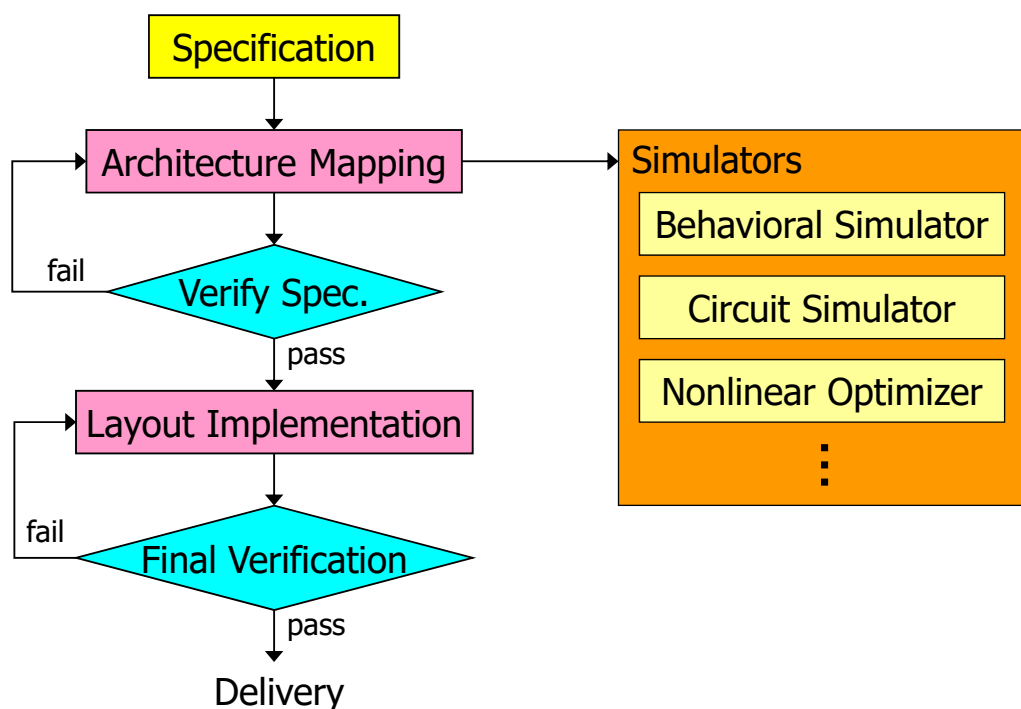 Specification
Architecture Mapping
Simulators
Behavioral Simulator
fail
Verify Spec.
Circuit Simulator
pass
Nonlinear Optimizer
Layout Implementation
fail
Final Verification
pass
Delivery